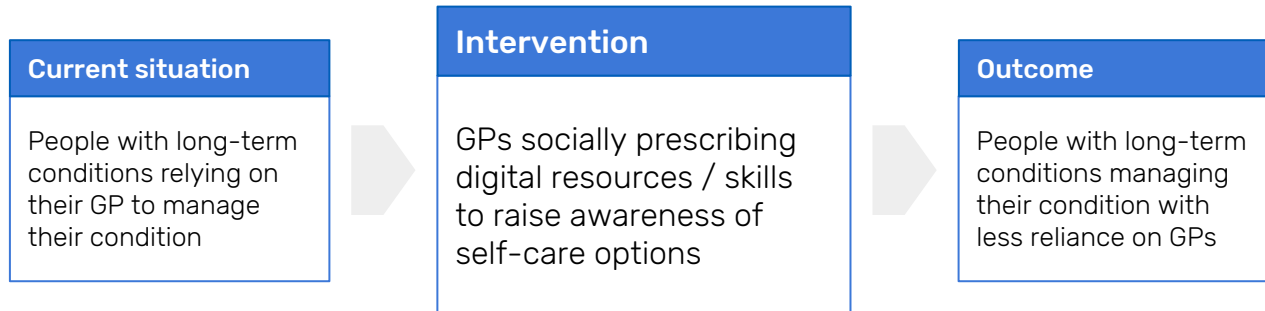 Current situation
People with long-term
conditions relying on
their GP to manage
their condition
Intervention
GPs socially prescribing
digital resources / skills
to raise awareness of
self-care options
Outcome
People with long-term
conditions managing
their condition with
less reliance on GPs